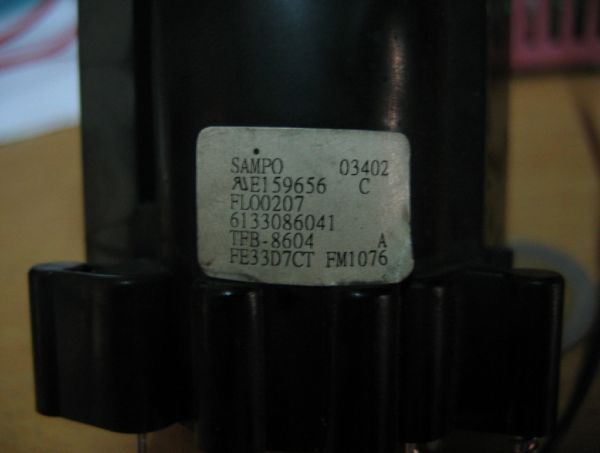 SAMPO 03402
E159656 C
FL00207
6133086041
TFB-8604 A
FE33D7CT FM1076